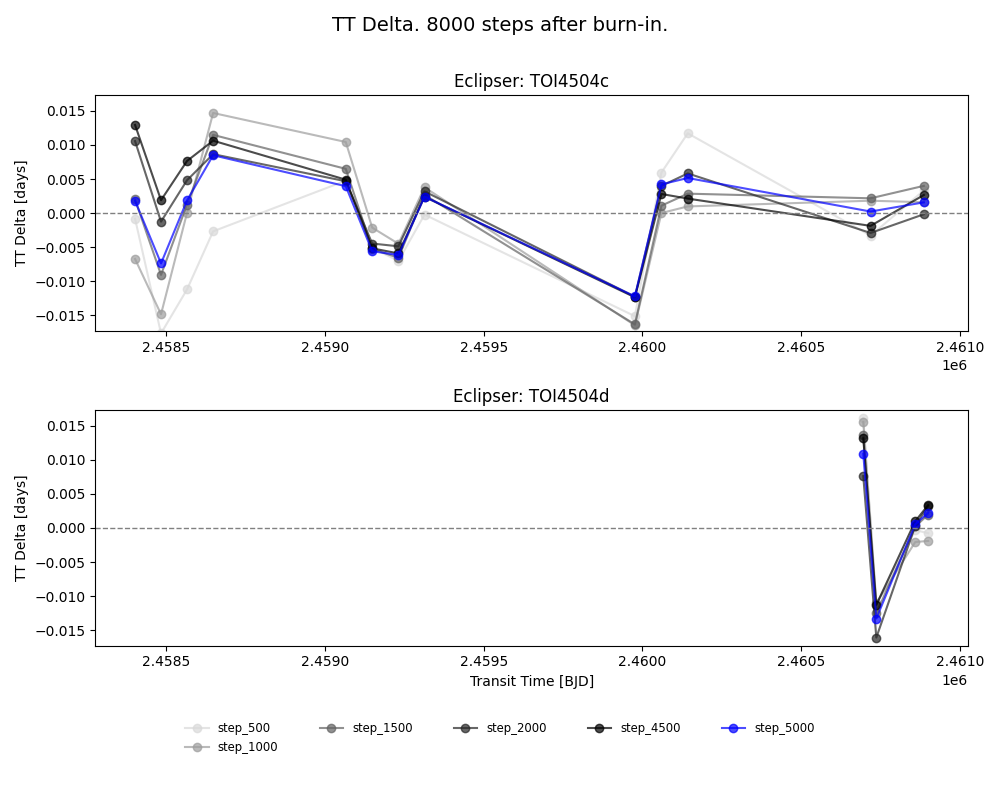 TT Delta. 8000 steps after burn-in.
Eclipser: TOI4504c
TT Delta [days]
0.015
0.010
0.005
0.000
−0.005
−0.010
−0.015
2.4585 2.4590 2.4595 2.4600 2.4605 2.4610
1e6
Eclipser: TOI4504d
TT Delta [days]
0.015
0.010
0.005
0.000
−0.005
−0.010
−0.015
2.4585 2.4590 2.4595 2.4600 2.4605 2.4610
1e6
Transit Time [BJD]
step_500 step_1500 step_2000 step_4500 step_5000
step_1000